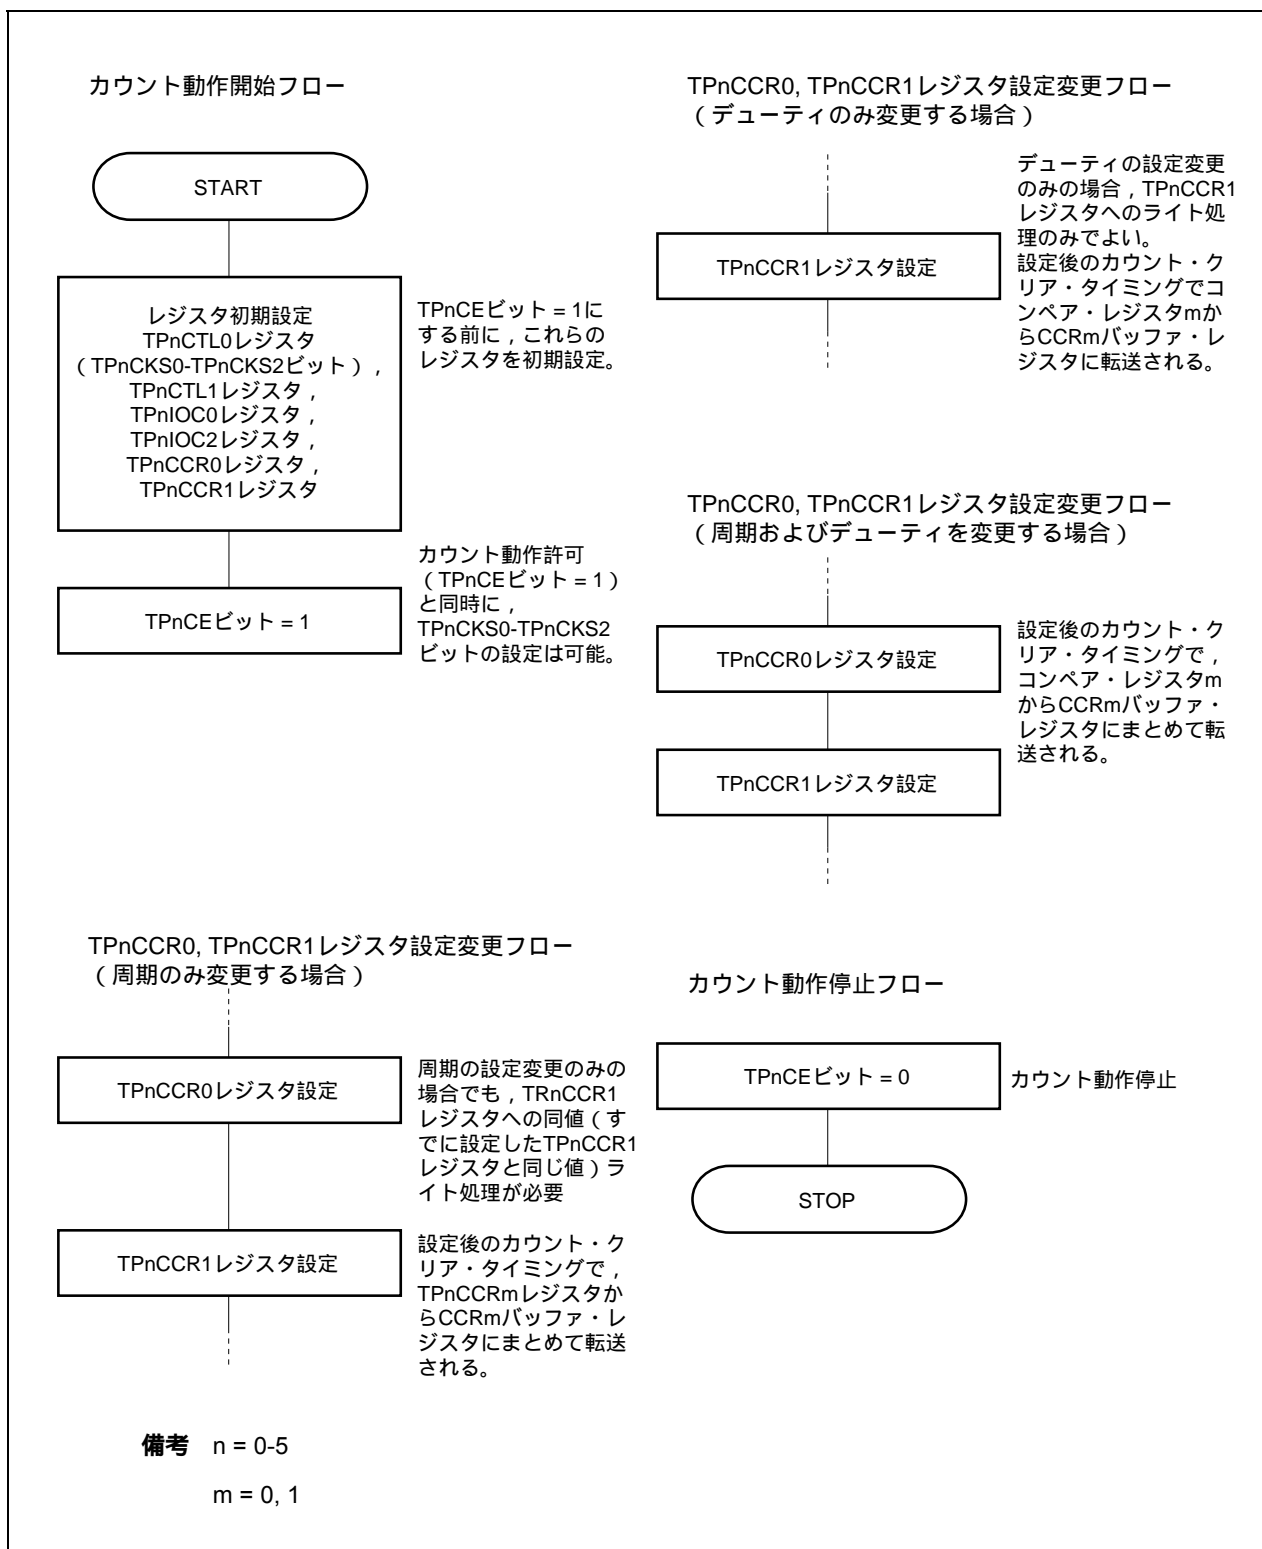 カウント動作開始フロー
START
レジスタ初期設定
TPnCTL0レジスタ
（TPnCKS0-TPnCKS2ビット），
TPnCTL1レジスタ，
TPnIOC0レジスタ，
TPnIOC2レジスタ，
TPnCCR0レジスタ，
TPnCCR1レジスタ
TPnCEビット = 1に
する前に，これらの
レジスタを初期設定。
TPnCEビット = 1
カウント動作許可
（TPnCEビット = 1）
と同時に，
TPnCKS0-TPnCKS2
ビットの設定は可能。
TPnCCR0, TPnCCR1レジスタ設定変更フロー
（デューティのみ変更する場合）
TPnCCR1レジスタ設定
デューティの設定変更
のみの場合，TPnCCR1
レジスタへのライト処
理のみでよい。
設定後のカウント・ク
リア・タイミングでコ
ンペア・レジスタmか
らCCRmバッファ・レ
ジスタに転送される。
TPnCCR0, TPnCCR1レジスタ設定変更フロー
（周期およびデューティを変更する場合）
TPnCCR0レジスタ設定
設定後のカウント・ク
リア・タイミングで，
コンペア・レジスタm
からCCRmバッファ・
レジスタにまとめて転
送される。
TPnCCR1レジスタ設定
TPnCCR0, TPnCCR1レジスタ設定変更フロー
（周期のみ変更する場合）
TPnCCR0レジスタ設定
周期の設定変更のみの
場合でも，TRnCCR1
レジスタへの同値（す
でに設定したTPnCCR1
レジスタと同じ値）ラ
イト処理が必要
TPnCCR1レジスタ設定
設定後のカウント・ク
リア・タイミングで，
TPnCCRmレジスタか
らCCRmバッファ・レ
ジスタにまとめて転送
される。
カウント動作停止フロー
TPnCEビット = 0
カウント動作停止
STOP
備考 n = 0-5
m = 0, 1